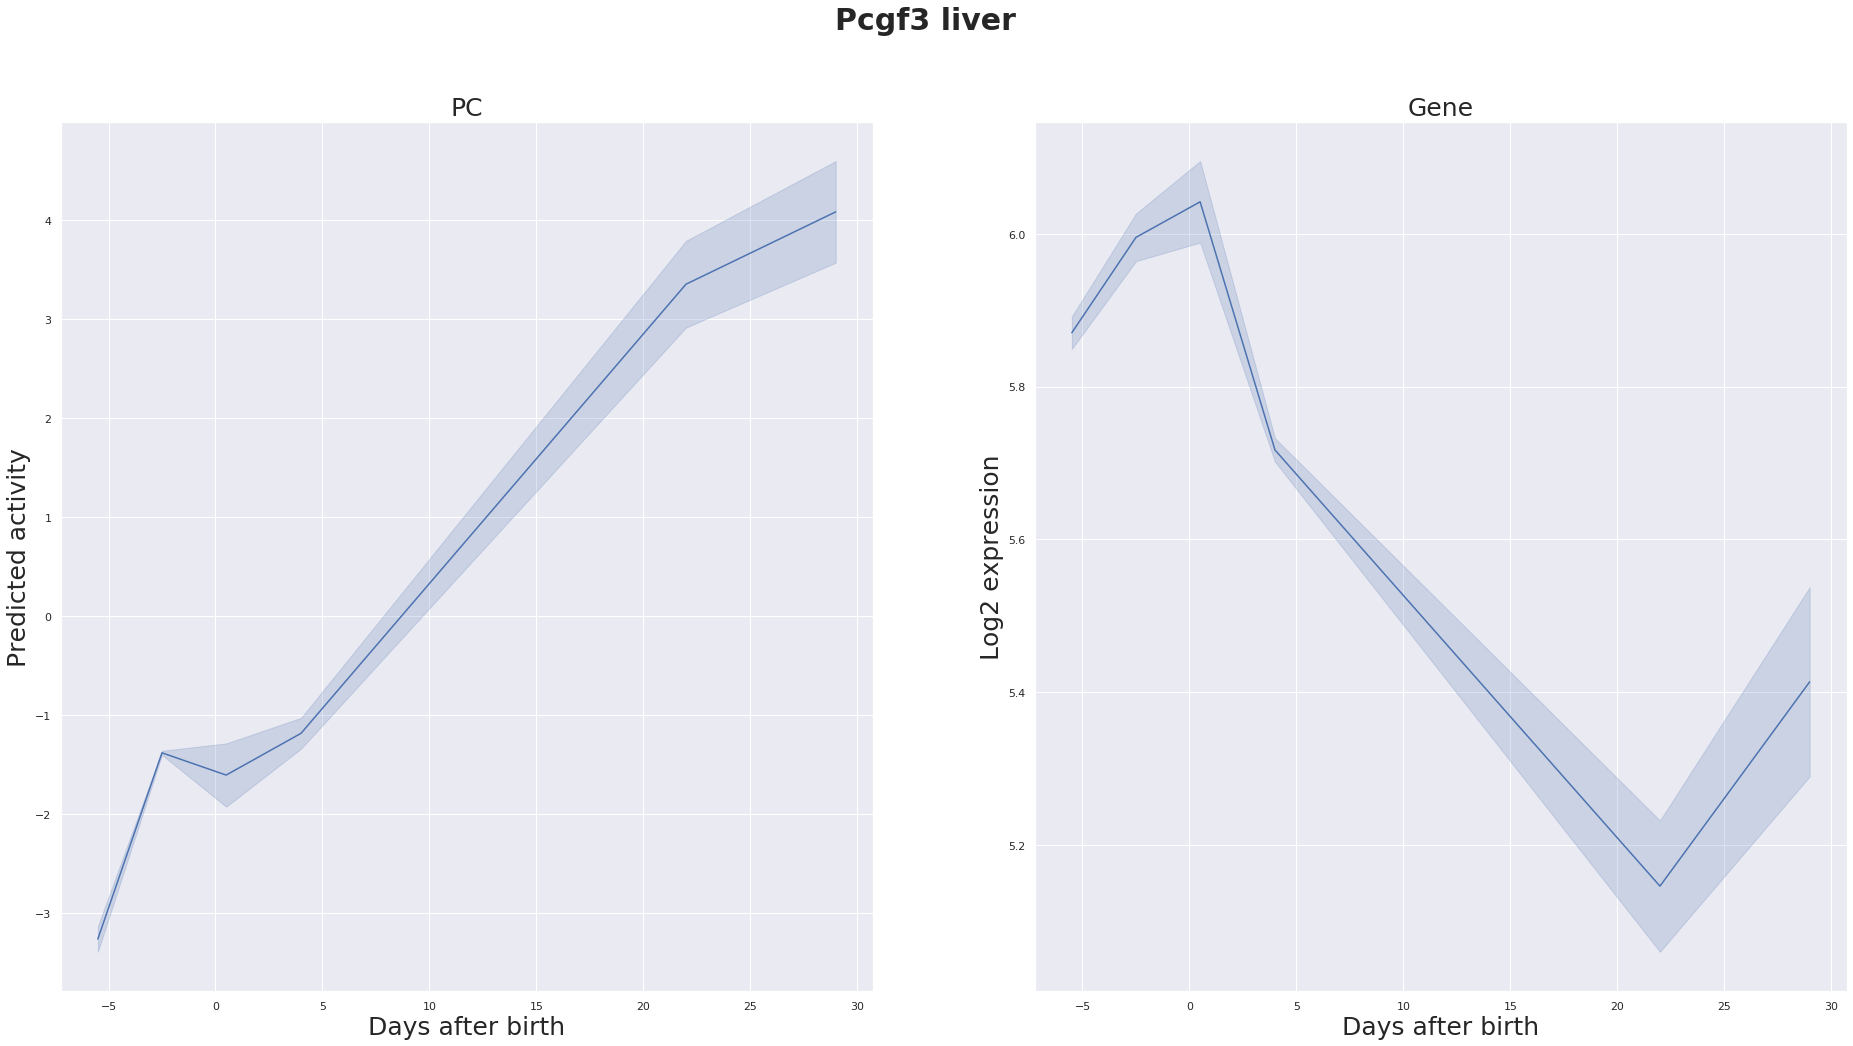 Pcgf3 liver
PC
Predicted activity
4
3
2
1
0
−1
−2
−3
−5 0 5 10 15 20 25 30
Days after birth
Gene
Log2 expression
6.0
5.8
5.6
5.4
5.2
−5 0 5 10 15 20 25 30
Days after birth